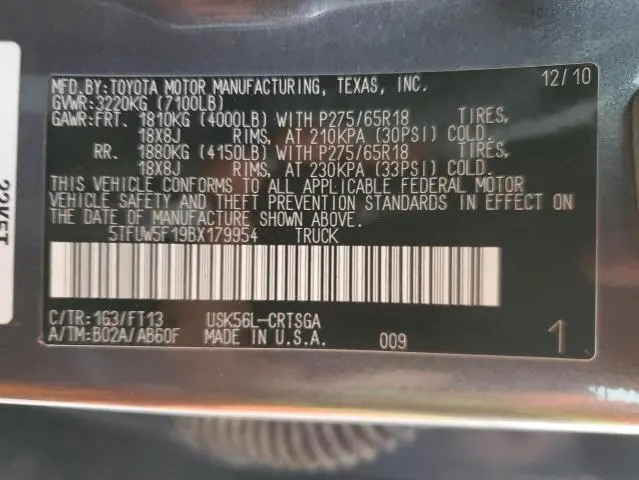 MFD.BY:TOYOTA MOTOR MANUFACTURING, TEXAS, INC. 12/10
GVWR:3220KG (7100LB)
GAWR:FRT. 1810KG (4000LB) WITH P275/65R18 TIRES,
18X8J RIMS, AT 210KPA (30PSI) COLD.
RR. 1880KG (4150LB) WITH P275/65R18 TIRES,
18X8J RIMS, AT 230KPA (33PSI) COLD.
THIS VEHICLE CONFORMS TO ALL APPLICABLE FEDERAL MOTOR
VEHICLE SAFETY AND THEFT PREVENTION STANDARDS IN EFFECT ON
THE DATE OF MANUFACTURE SHOWN ABOVE.
5TFUW5F19BX179954 TRUCK
C/TR:1G3/FT13 USK56L-CRTSGA
A/TM:B02A/AB60F MADE IN U.S.A. 009 1